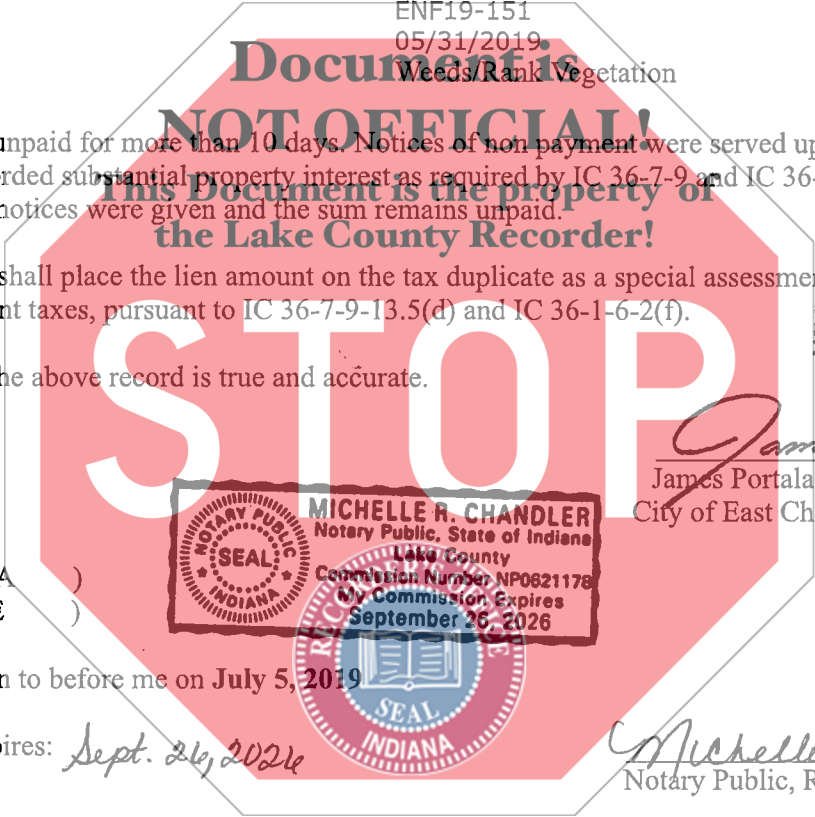 ENF19-151
05/31/2019
Weeds/Rank Vegetation
Document is
NOT OFFICIAL!
This Document is the property of
the Lake County Recorder!
unpaid for more than 10 days. Notices of non payment were served up
rded substantial property interest as required by IC 36-7-9 and IC 36-
notices were given and the sum remains unpaid.
shall place the lien amount on the tax duplicate as a special assessmen
nt taxes, pursuant to IC 36-7-9-13.5(d) and IC 36-1-6-2(f).
he above record is true and accurate.
STOP
Jam
James Portala
City of East Ch
NOTARY PUBLIC
SEAL
INDIANA
MICHELLE R. CHANDLER
Notary Public, State of Indiana
Lake County
Commission Number NP0621178
My Commission Expires
September 26, 2026
A )
E )
n to before me on July 5, 2019
RECORDER'S OFFICE
SEAL
INDIANA
ires: Sept. 26, 2026
Michelle
Notary Public, R